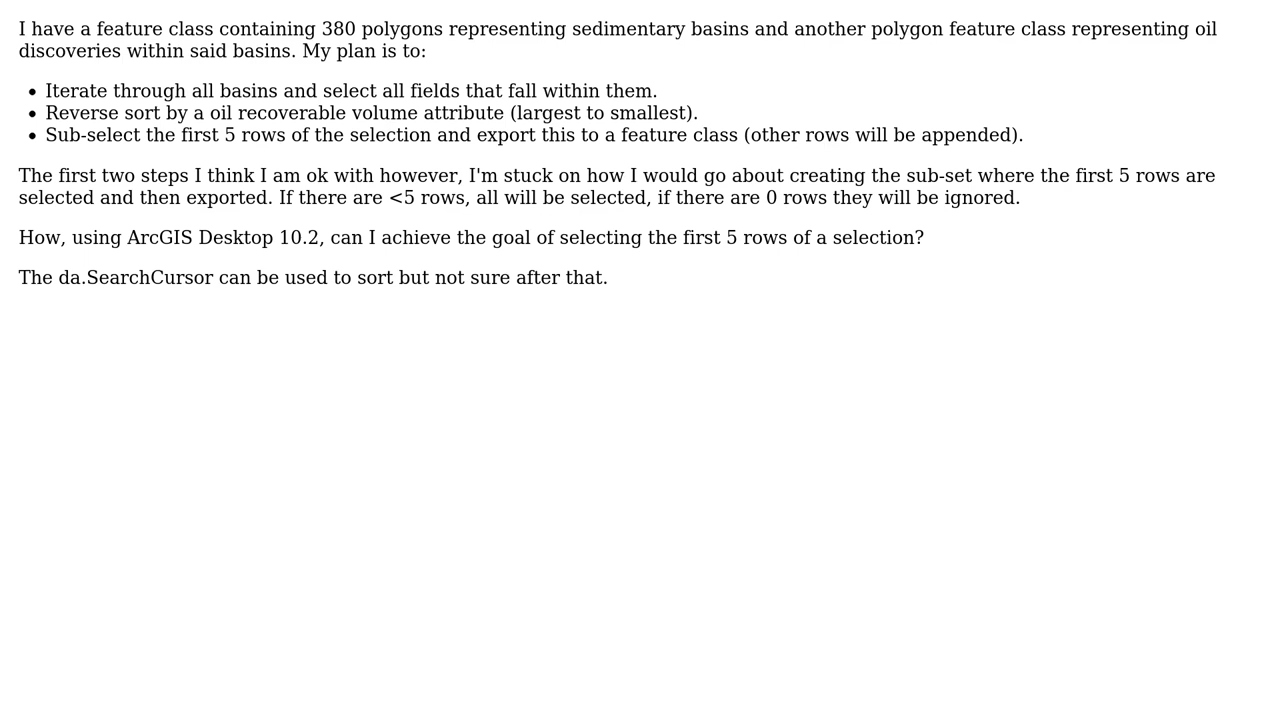 I have a feature class containing 380 polygons representing sedimentary basins and another polygon feature class representing oil
discoveries within said basins. My plan is to:
• Iterate through all basins and select all fields that fall within them.
• Reverse sort by a oil recoverable volume attribute (largest to smallest).
• Sub-select the first 5 rows of the selection and export this to a feature class (other rows will be appended).
The first two steps I think I am ok with however, I'm stuck on how I would go about creating the sub-set where the first 5 rows are
selected and then exported. If there are <5 rows, all will be selected, if there are 0 rows they will be ignored.
How, using ArcGIS Desktop 10.2, can I achieve the goal of selecting the first 5 rows of a selection?
The da.SearchCursor can be used to sort but not sure after that.